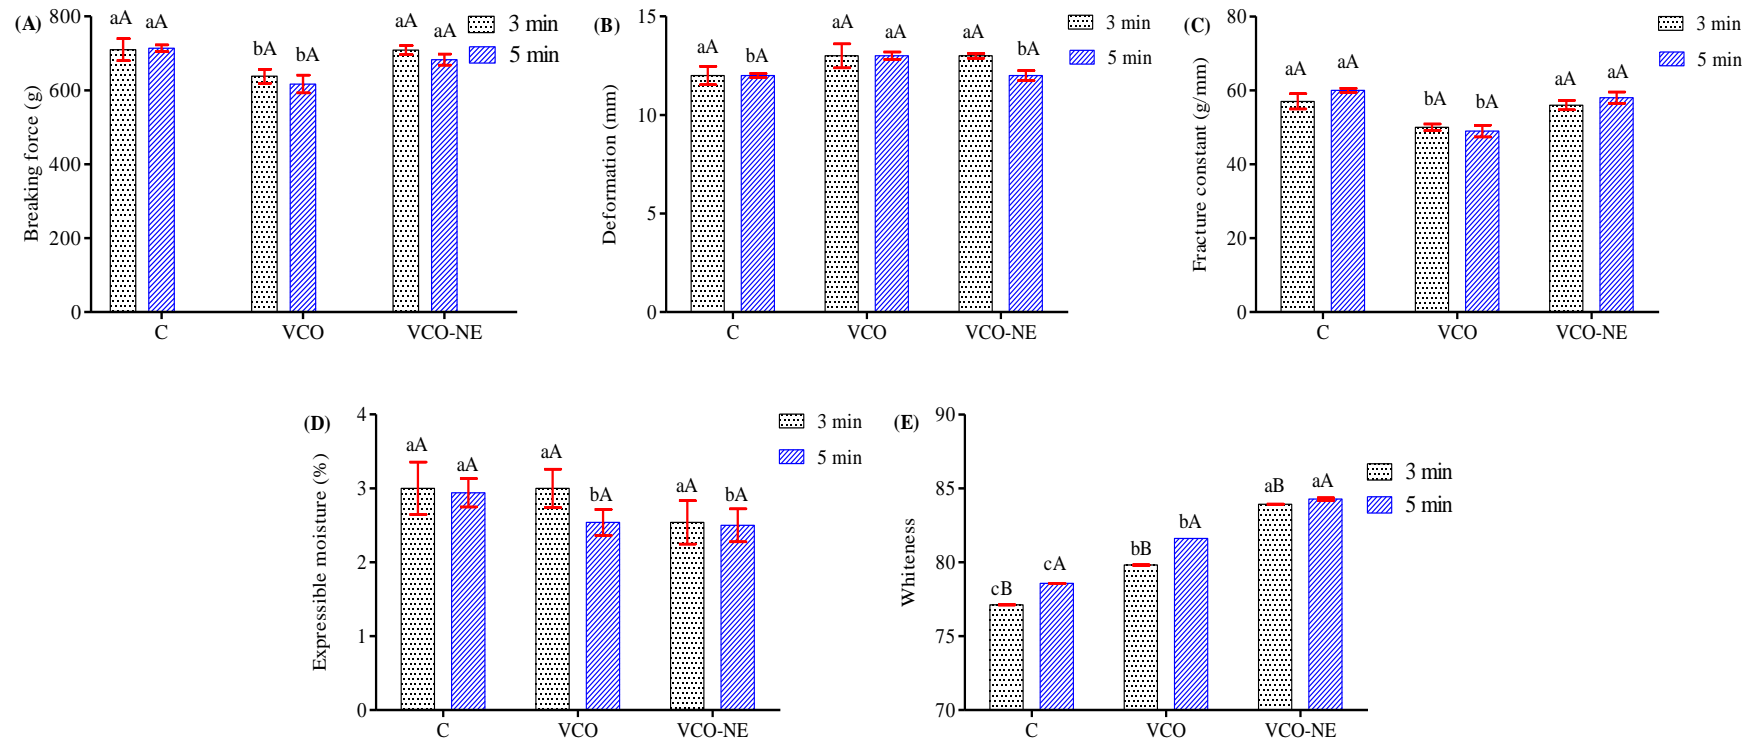 (A)
Breaking force (g)
800
600
400
200
0
aA aA
bA bA
aA aA
3 min
5 min
C VCO VCO-NE
(B)
Deformation (mm)
15
10
5
0
aA bA
aA aA
aA bA
3 min
5 min
C VCO VCO-NE
(C)
Fracture constant (g/mm)
80
60
40
20
0
aA aA
bA bA
aA aA
3 min
5 min
C VCO VCO-NE
(D)
Expressible moisture (%)
4
3
2
1
0
aA aA
aA bA
aA bA
3 min
5 min
C VCO VCO-NE
(E)
Whiteness
90
85
80
75
70
cB cA
bB bA
aB aA
3 min
5 min
C VCO VCO-NE